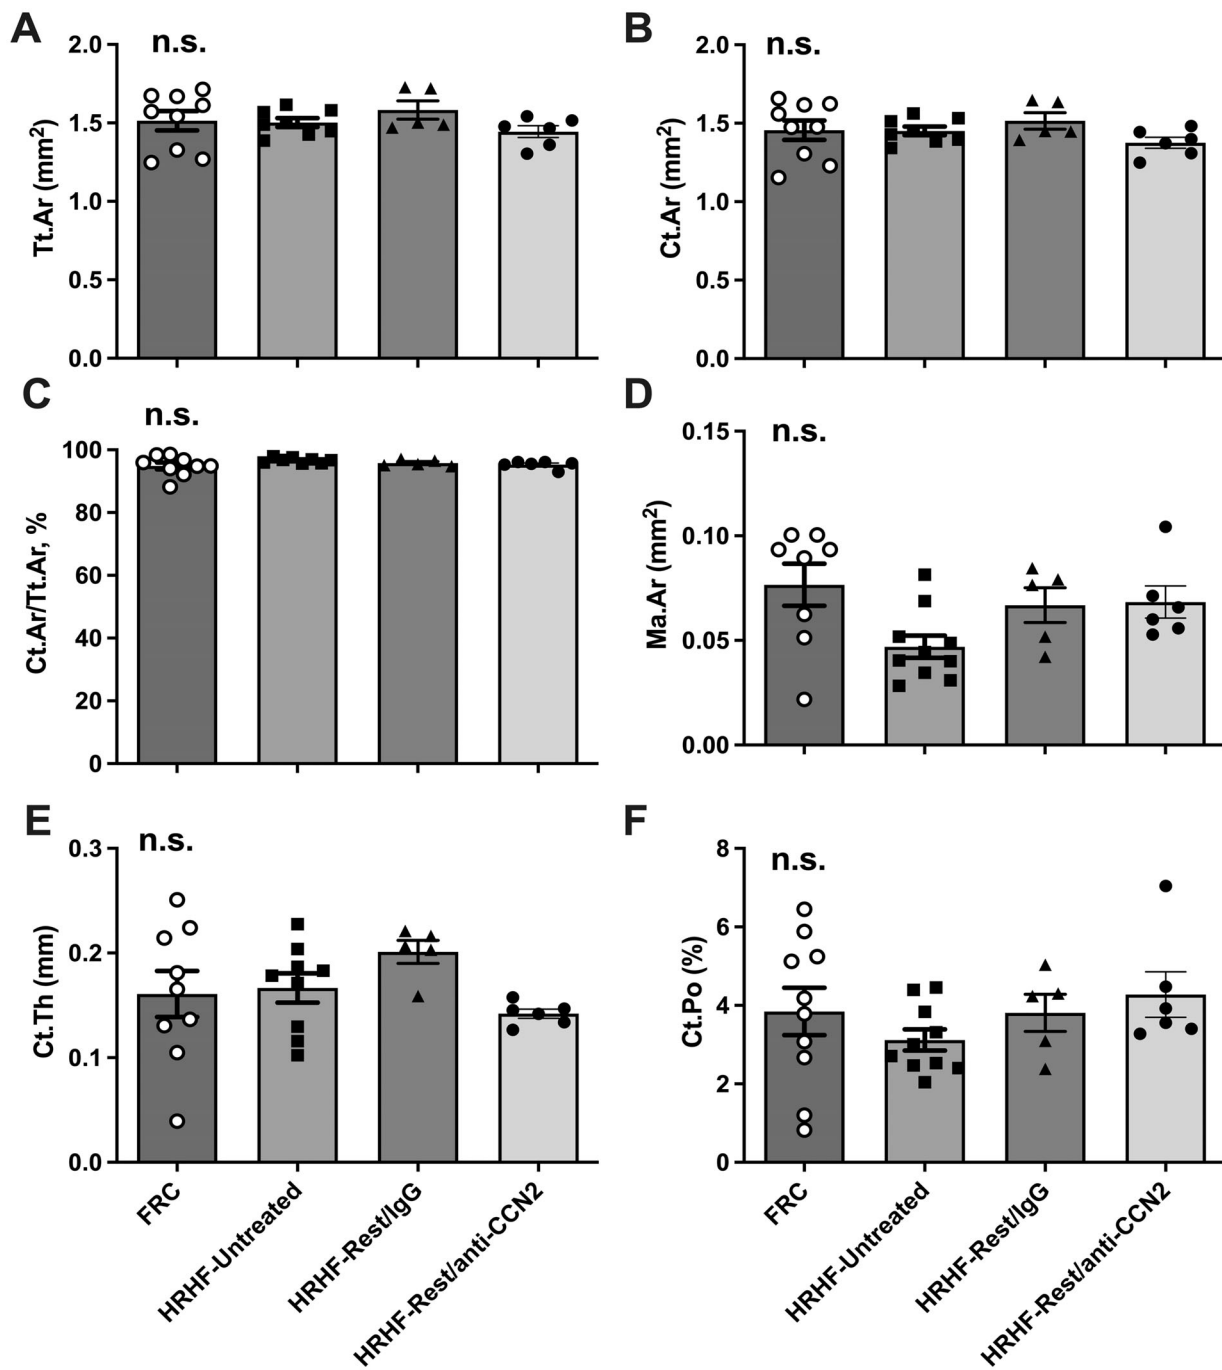 A
n.s.
Tt.Ar (mm²)
2.0
1.5
1.0
0.5
0.0
B
n.s.
Ct.Ar (mm²)
2.0
1.5
1.0
0.5
0.0
C
n.s.
Ct.Ar/Tt.Ar, %
100
80
60
40
20
0
D
n.s.
Ma.Ar (mm²)
0.15
0.10
0.05
0.00
E
n.s.
Ct.Th (mm)
0.3
0.2
0.1
0.0
FRC
HRHF-Untreated
HRHF-Rest/IgG
HRHF-Rest/anti-CCN2
F
n.s.
Ct.Po (%)
8
6
4
2
0
FRC
HRHF-Untreated
HRHF-Rest/IgG
HRHF-Rest/anti-CCN2